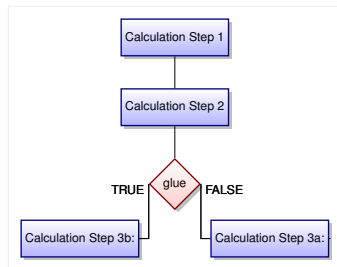 Calculation Step 1
Calculation Step 2
glue
TRUE
FALSE
Calculation Step 3b:
Calculation Step 3a: